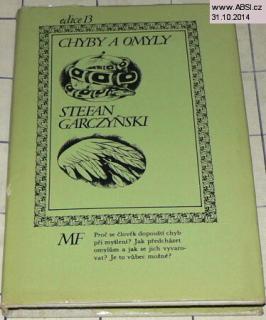 www.ABSI.cz
31.10.2014
edice 13
CHYBY A OMYLY
STEFAN
GARCZYŃSKI
MF
Proč se člověk dopouští chyb
při myšlení? Jak předcházet
omylům a jak se jich vyvaro-
vat? Je to vůbec možné?